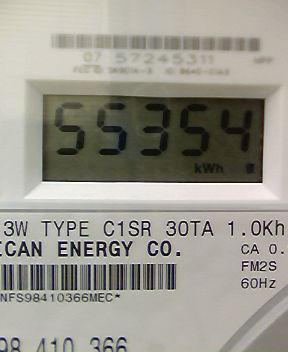 07 57245311
55354
kWh
3W TYPE C1SR 30TA 1.0Kh
ECAN ENERGY CO.
CA 0.
FM2S
60Hz
NFS98410366MEC*
98 410 366